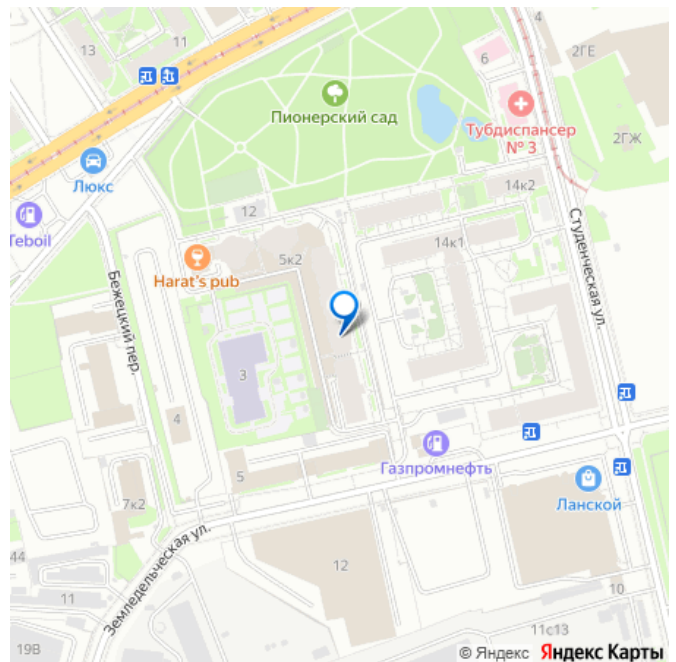 4
11
13
2ГЕ
6
Пионерский сад
Тубдиспансер
№ 3
2ГЖ
Люкс
14к2
12
Teboil
Студенческая ул.
14к1
5к2
Harat's pub
Бежецкий пер.
3
4
Газпромнефть
5
Ланской
7к2
Земледельческая ул.
44
12
10
11
11с13
19В
© Яндекс Яндекс Карты